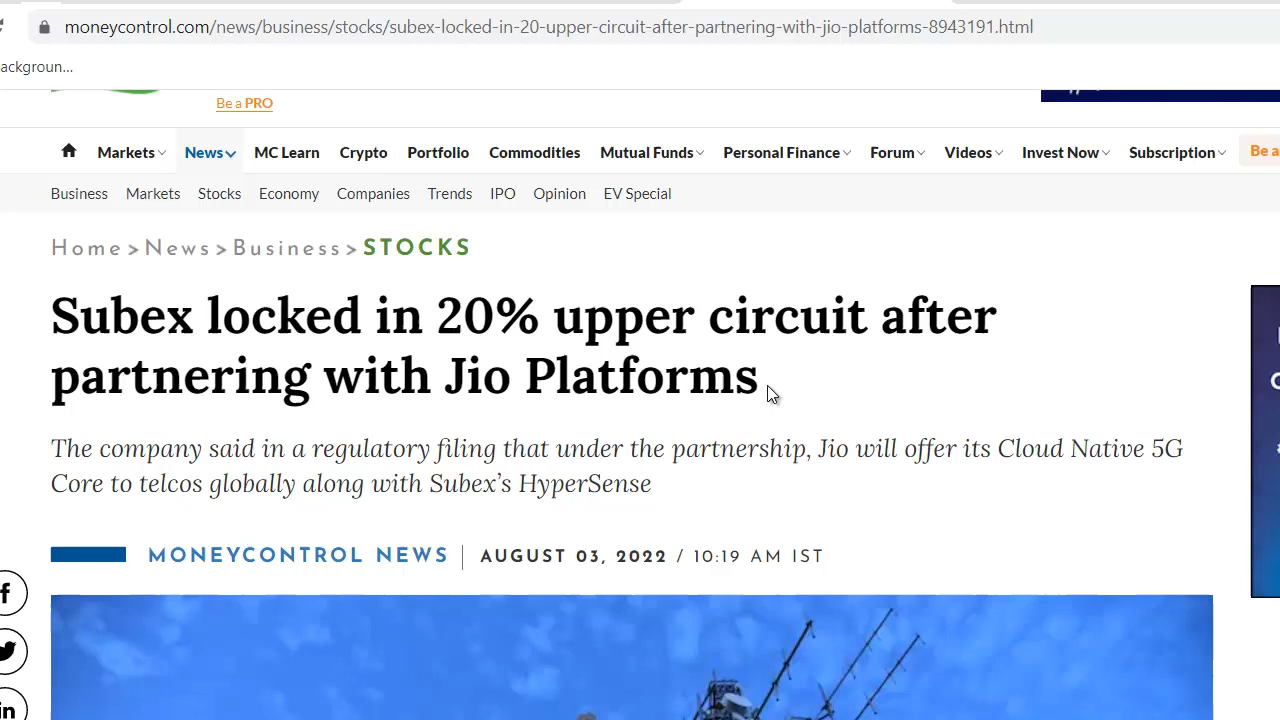 moneycontrol.com/news/business/stocks/subex-locked-in-20-upper-circuit-after-partnering-with-jio-platforms-8943191.html
ackgroun...
Be a PRO
Markets News MC Learn Crypto Portfolio Commodities Mutual Funds Personal Finance Forum Videos Invest Now Subscription Be a
Business Markets Stocks Economy Companies Trends IPO Opinion EV Special
Home > News > Business > STOCKS
Subex locked in 20% upper circuit after
partnering with Jio Platforms
The company said in a regulatory filing that under the partnership, Jio will offer its Cloud Native 5G
Core to telcos globally along with Subex’s HyperSense
MONEYCONTROL NEWS | AUGUST 03, 2022 / 10:19 AM IST
f
in